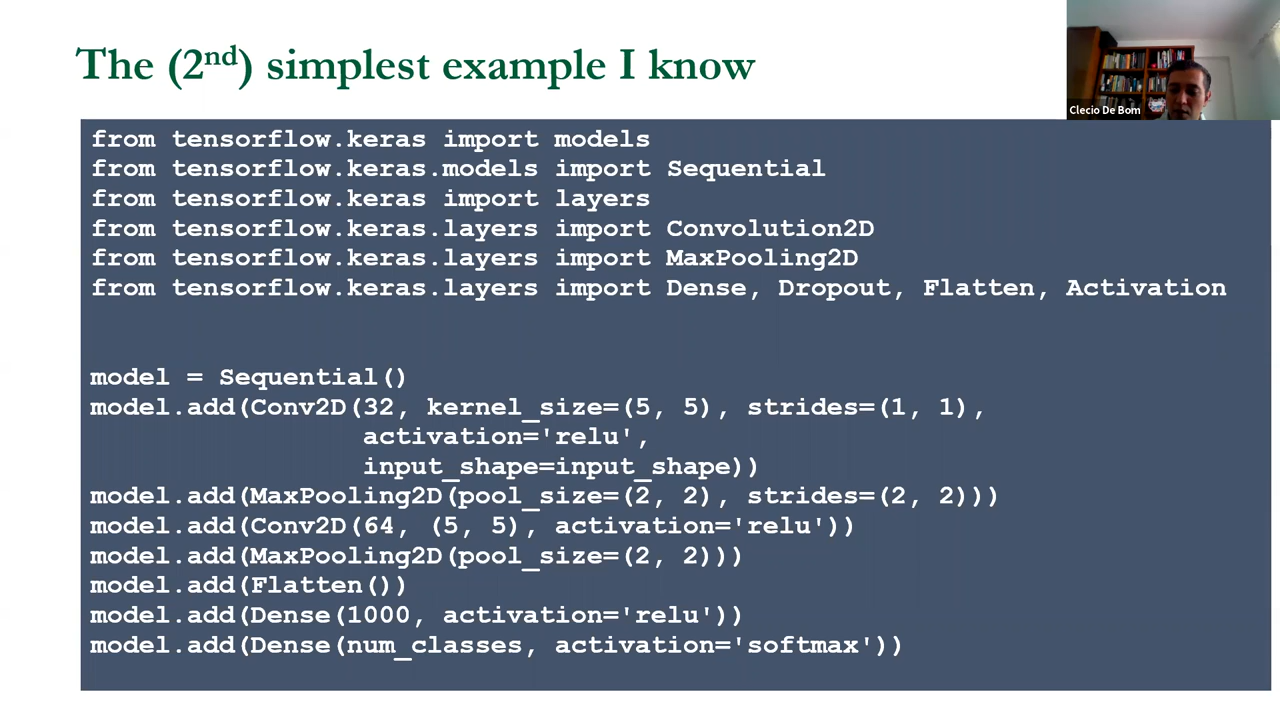 The (2nd) simplest example I know
Clecio De Bom
from tensorflow.keras import models
from tensorflow.keras.models import Sequential
from tensorflow.keras import layers
from tensorflow.keras.layers import Convolution2D
from tensorflow.keras.layers import MaxPooling2D
from tensorflow.keras.layers import Dense, Dropout, Flatten, Activation
model = Sequential()
model.add(Conv2D(32, kernel_size=(5, 5), strides=(1, 1),
activation='relu',
input_shape=input_shape))
model.add(MaxPooling2D(pool_size=(2, 2), strides=(2, 2)))
model.add(Conv2D(64, (5, 5), activation='relu'))
model.add(MaxPooling2D(pool_size=(2, 2)))
model.add(Flatten())
model.add(Dense(1000, activation='relu'))
model.add(Dense(num_classes, activation='softmax'))